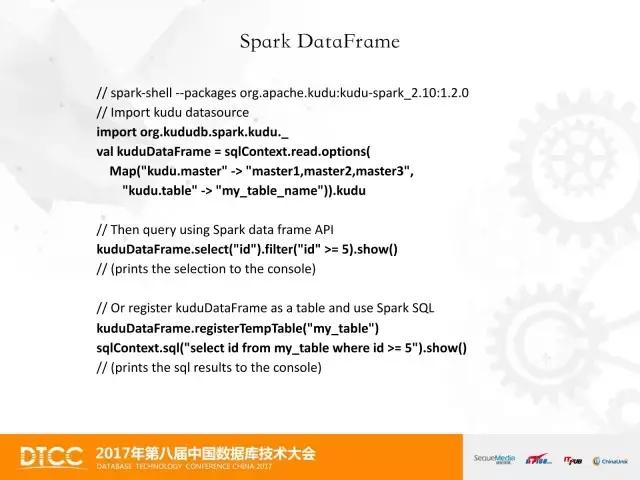 Spark DataFrame
// spark-shell --packages org.apache.kudu:kudu-spark_2.10:1.2.0
// Import kudu datasource
import org.kududb.spark.kudu._
val kuduDataFrame = sqlContext.read.options(
Map("kudu.master" -> "master1,master2,master3",
"kudu.table" -> "my_table_name")).kudu
// Then query using Spark data frame API
kuduDataFrame.select("id").filter("id" >= 5).show()
// (prints the selection to the console)
// Or register kuduDataFrame as a table and use Spark SQL
kuduDataFrame.registerTempTable("my_table")
sqlContext.sql("select id from my_table where id >= 5").show()
// (prints the sql results to the console)
DTCC
2017年第八届中国数据库技术大会
DATABASE TECHNOLOGY CONFERENCE CHINA 2017
SequeMedia
ITPUB
ChinaUnix